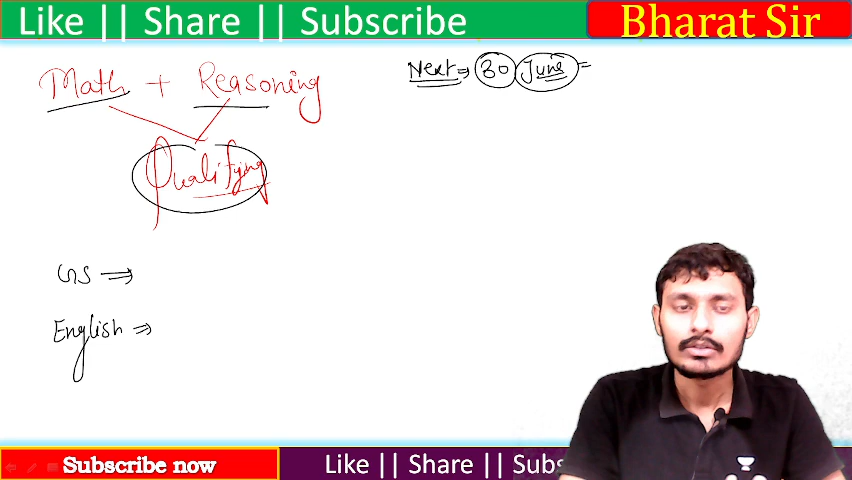 Like || Share || Subscribe
Bharat Sir
Math + Reasoning
Next ⇒ 30 June =
Qualifying
GS ⇒
English ⇒
Subscribe now
Like || Share || Subs